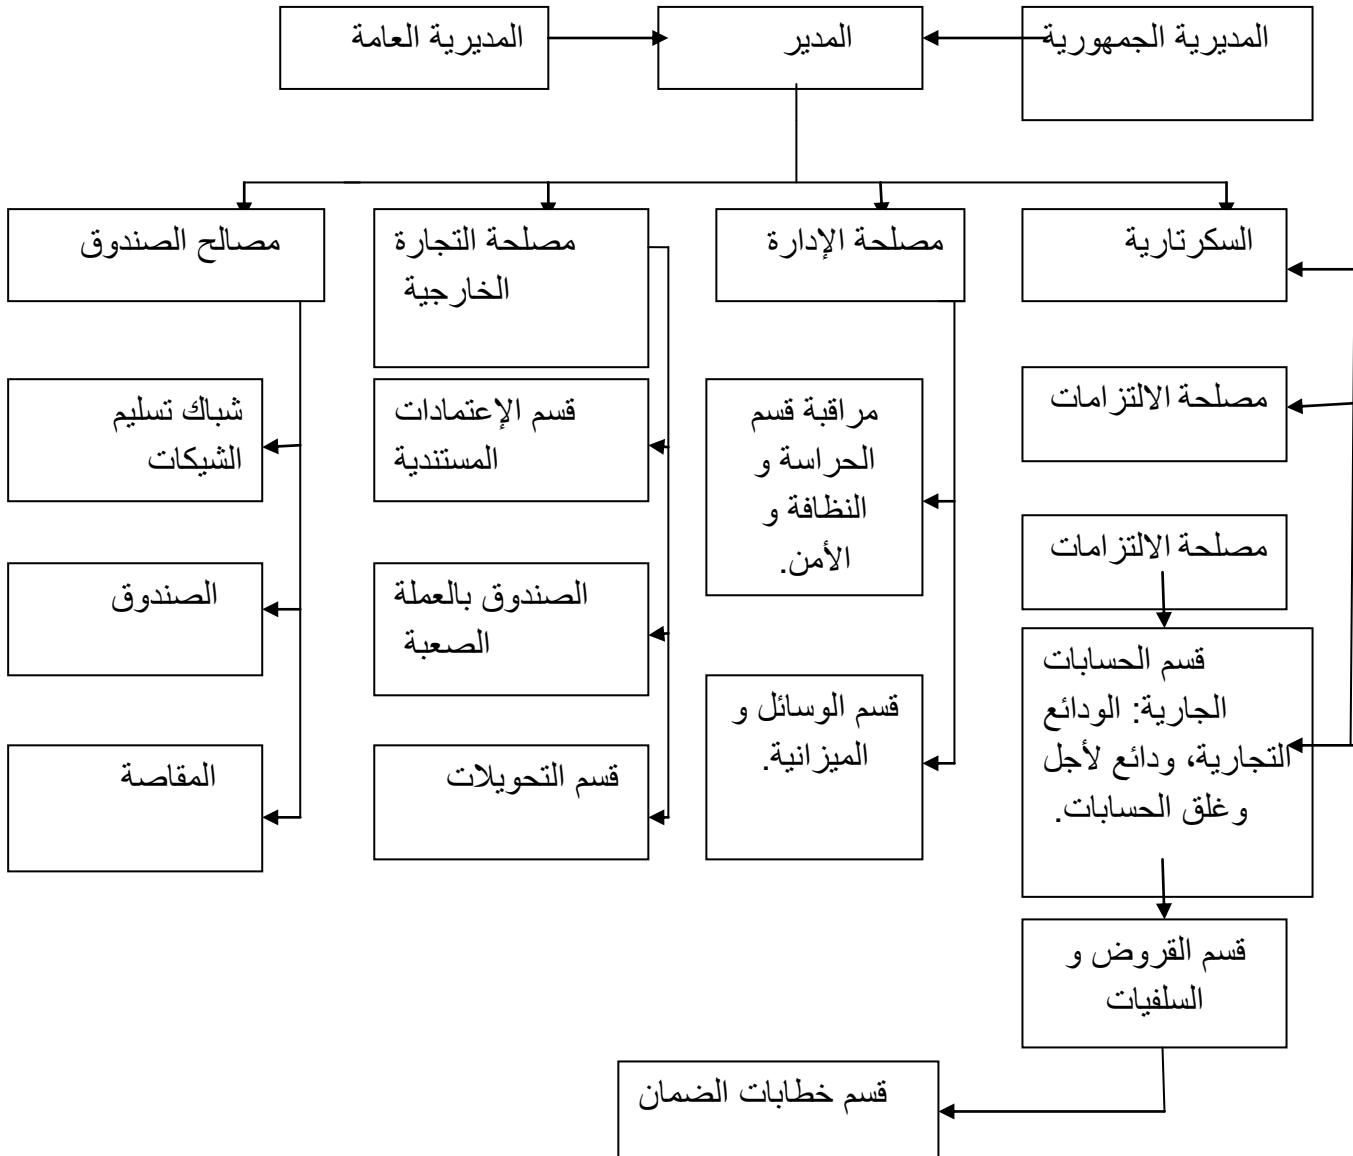 المديرية الجمهورية
المدير
المديرية العامة
السكرتارية
مصلحة الإدارة
مصلحة التجارة
الخارجية
مصالح الصندوق
مصلحة الالتزامات
مراقبة قسم
الحراسة و
النظافة و
الأمن.
قسم الإعتمادات
المستندية
شباك تسليم
الشيكات
مصلحة الالتزامات
الصندوق بالعملة
الصعبة
الصندوق
قسم الحسابات
الجارية: الودائع
التجارية، ودائع لأجل
وغلق الحسابات.
قسم الوسائل و
الميزانية.
قسم التحويلات
المقاصة
قسم القروض و
السلفيات
قسم خطابات الضمان